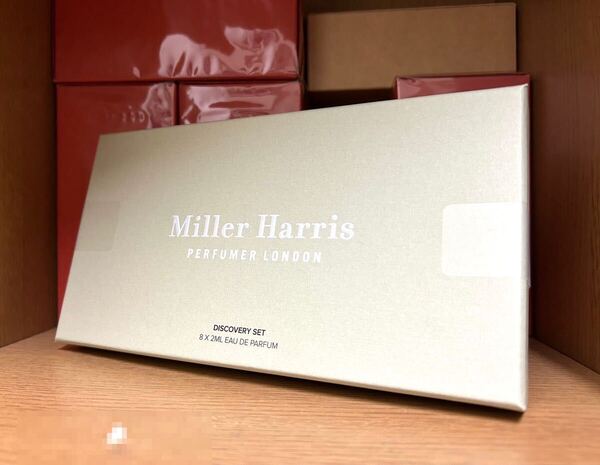 Miller Harris
PERFUMER LONDON
DISCOVERY SET
8 X 2ML EAU DE PARFUM